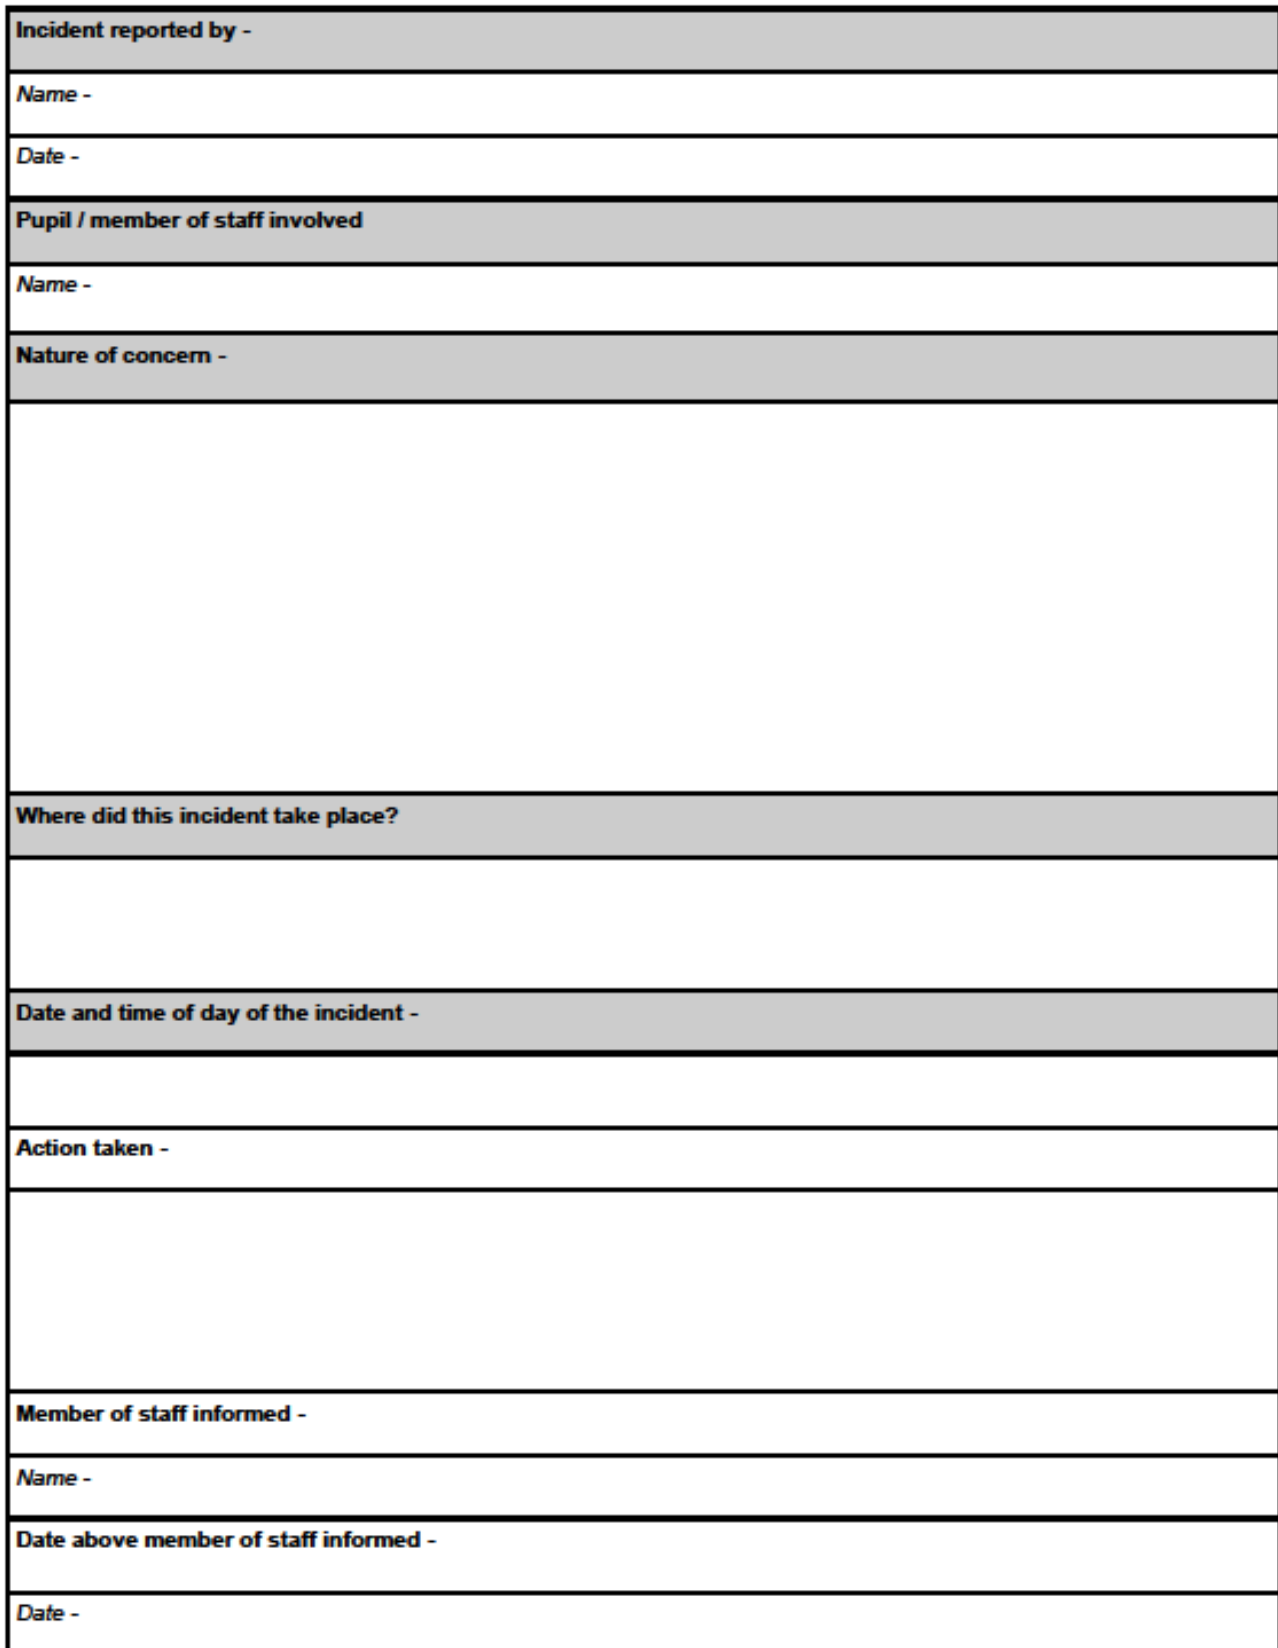 Incident reported by -
Name -
Date -
Pupil / member of staff involved
Name -
Nature of concern -
Where did this incident take place?
Date and time of day of the incident -
Action taken -
Member of staff informed -
Name -
Date above member of staff informed -
Date -